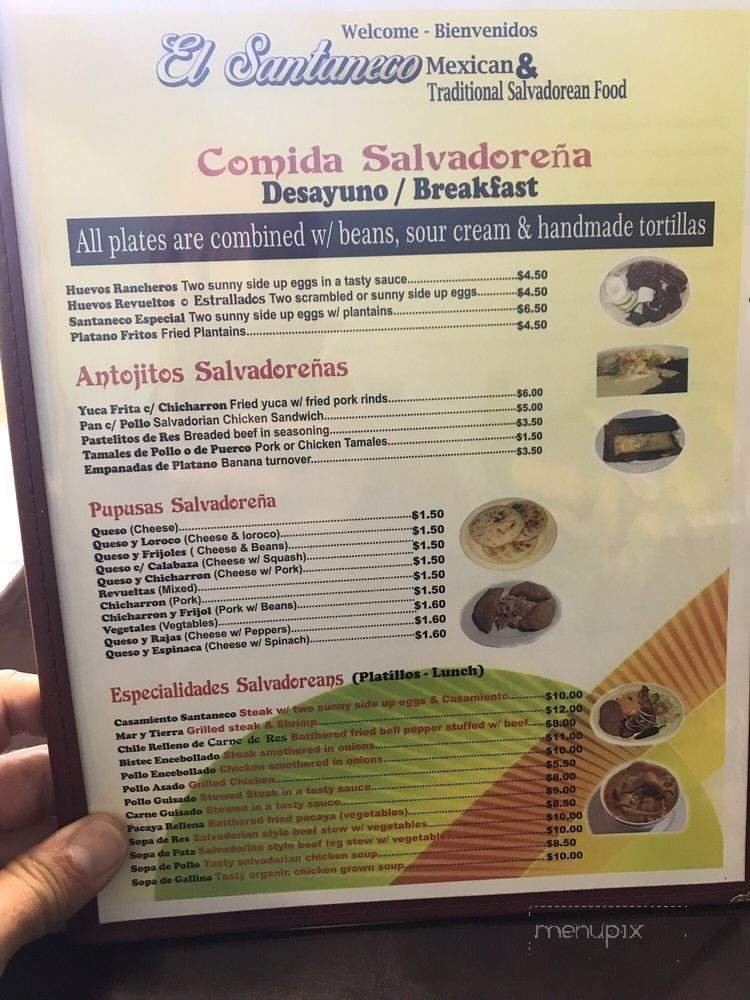 Welcome - Bienvenidos
El Santaneco Mexican &
Traditional Salvadorean Food
Comida Salvadoreña
Desayuno / Breakfast
All plates are combined w/ beans, sour cream & handmade tortillas
Huevos Rancheros Two sunny side up eggs in a tasty sauce $4.50
Huevos Revueltos o Estrallados Two scrambled or sunny side up eggs $4.50
Santaneco Especial Two sunny side up eggs w/ plantains $6.50
Platano Fritos Fried Plantains $4.50
Antojitos Salvadoreñas
Yuca Frita c/ Chicharron Fried yuca w/ fried pork rinds $6.00
Pan c/ Pollo Salvadorian Chicken Sandwich $5.00
Pastelitos de Res Breaded beef in seasoning $3.50
Tamales de Pollo o de Puerco Pork or Chicken Tamales $1.50
Empanadas de Platano Banana turnover $3.50
Pupusas Salvadoreña
Queso (Cheese)
Queso y Loroco (Cheese & loroco)
Queso y Frijoles ( Cheese & Beans)
Queso c/ Calabaza (Cheese w/ Squash)
Queso y Chicharron (Cheese w/ Pork)
Revueltas (Mixed)
Chicharron (Pork)
Chicharron y Frijol (Pork w/ Beans)
Vegetales (Vegtables)
Queso y Rajas (Cheese w/ Peppers)
Queso y Espinaca (Cheese w/ Spinach)
$1.50
$1.50
$1.50
$1.50
$1.50
$1.50
$1.60
$1.60
$1.60
Especialidades Salvadoreans (Platillos - Lunch)
Casamiento Santaneco Steak w/ two sunny side up eggs & Casamiento $10.00
Mar y Tierra Grilled steak & Shrimp $12.00
Chile Relleno de Carne de Res Batthered fried bell pepper stuffed w/ beef $8.00
Bistec Encebollado Steak smothered in onions $11.00
Pollo Encebollado Chicken smothered in onions $10.00
Pollo Asado Grilled Chicken $5.50
Pollo Guisado Stowed Steak in a tasty sauce $8.00
Carne Guisado Stowed in a tasty sauce $9.00
Pacaya Rellena Batthered fried pacaya (vegetables) $8.50
Sopa de Res Salvadorian style beef stew w/ vegetables $10.00
Sopa de Pata Salvadorian style beef leg stew w/ vegetable $10.00
Sopa de Pollo Tasty salvadorian chicken soup $8.50
Sopa de Gallina Tasty organic chicken grown soup $10.00
menupix